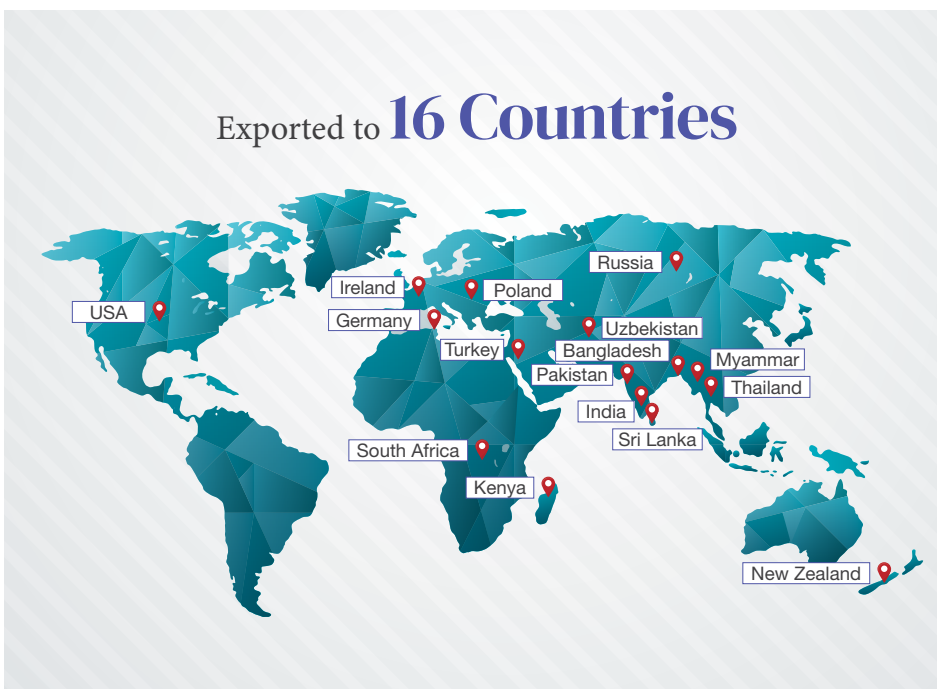 Exported to 16 Countries
Russia
Ireland
Poland
USA
Germany
Uzbekistan
Turkey
Bangladesh
Myammar
Pakistan
Thailand
India
Sri Lanka
South Africa
Kenya
New Zealand